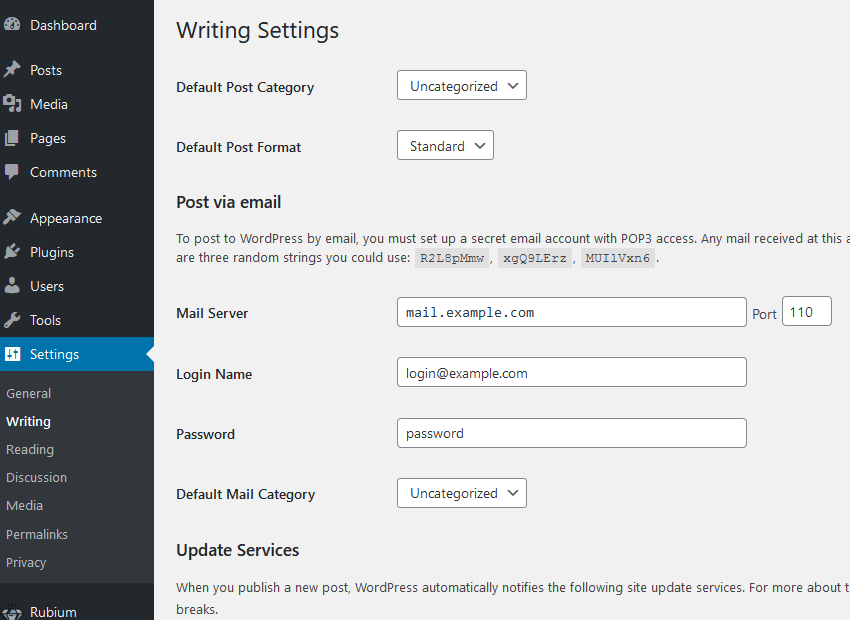 Dashboard
Posts
Media
Pages
Comments
Appearance
Plugins
Users
Tools
Settings
General
Writing
Reading
Discussion
Media
Permalinks
Privacy
Rubium
Writing Settings
Default Post Category Uncategorized
Default Post Format Standard
Post via email
To post to WordPress by email, you must set up a secret email account with POP3 access. Any mail received at this a
are three random strings you could use: R2L8pMmw, xgQ9LErz, MUIlVxn6.
Mail Server mail.example.com Port 110
Login Name login@example.com
Password password
Default Mail Category Uncategorized
Update Services
When you publish a new post, WordPress automatically notifies the following site update services. For more about t
breaks.